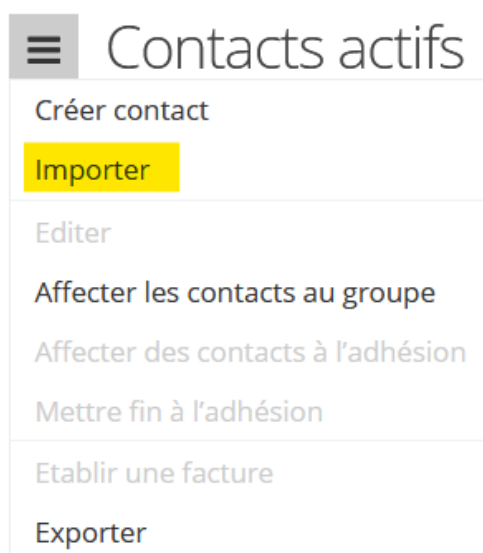 Contacts actifs
Créer contact
Importer
Editer
Affecter les contacts au groupe
Affecter des contacts à l'adhésion
Mettre fin à l'adhésion
Etablir une facture
Exporter